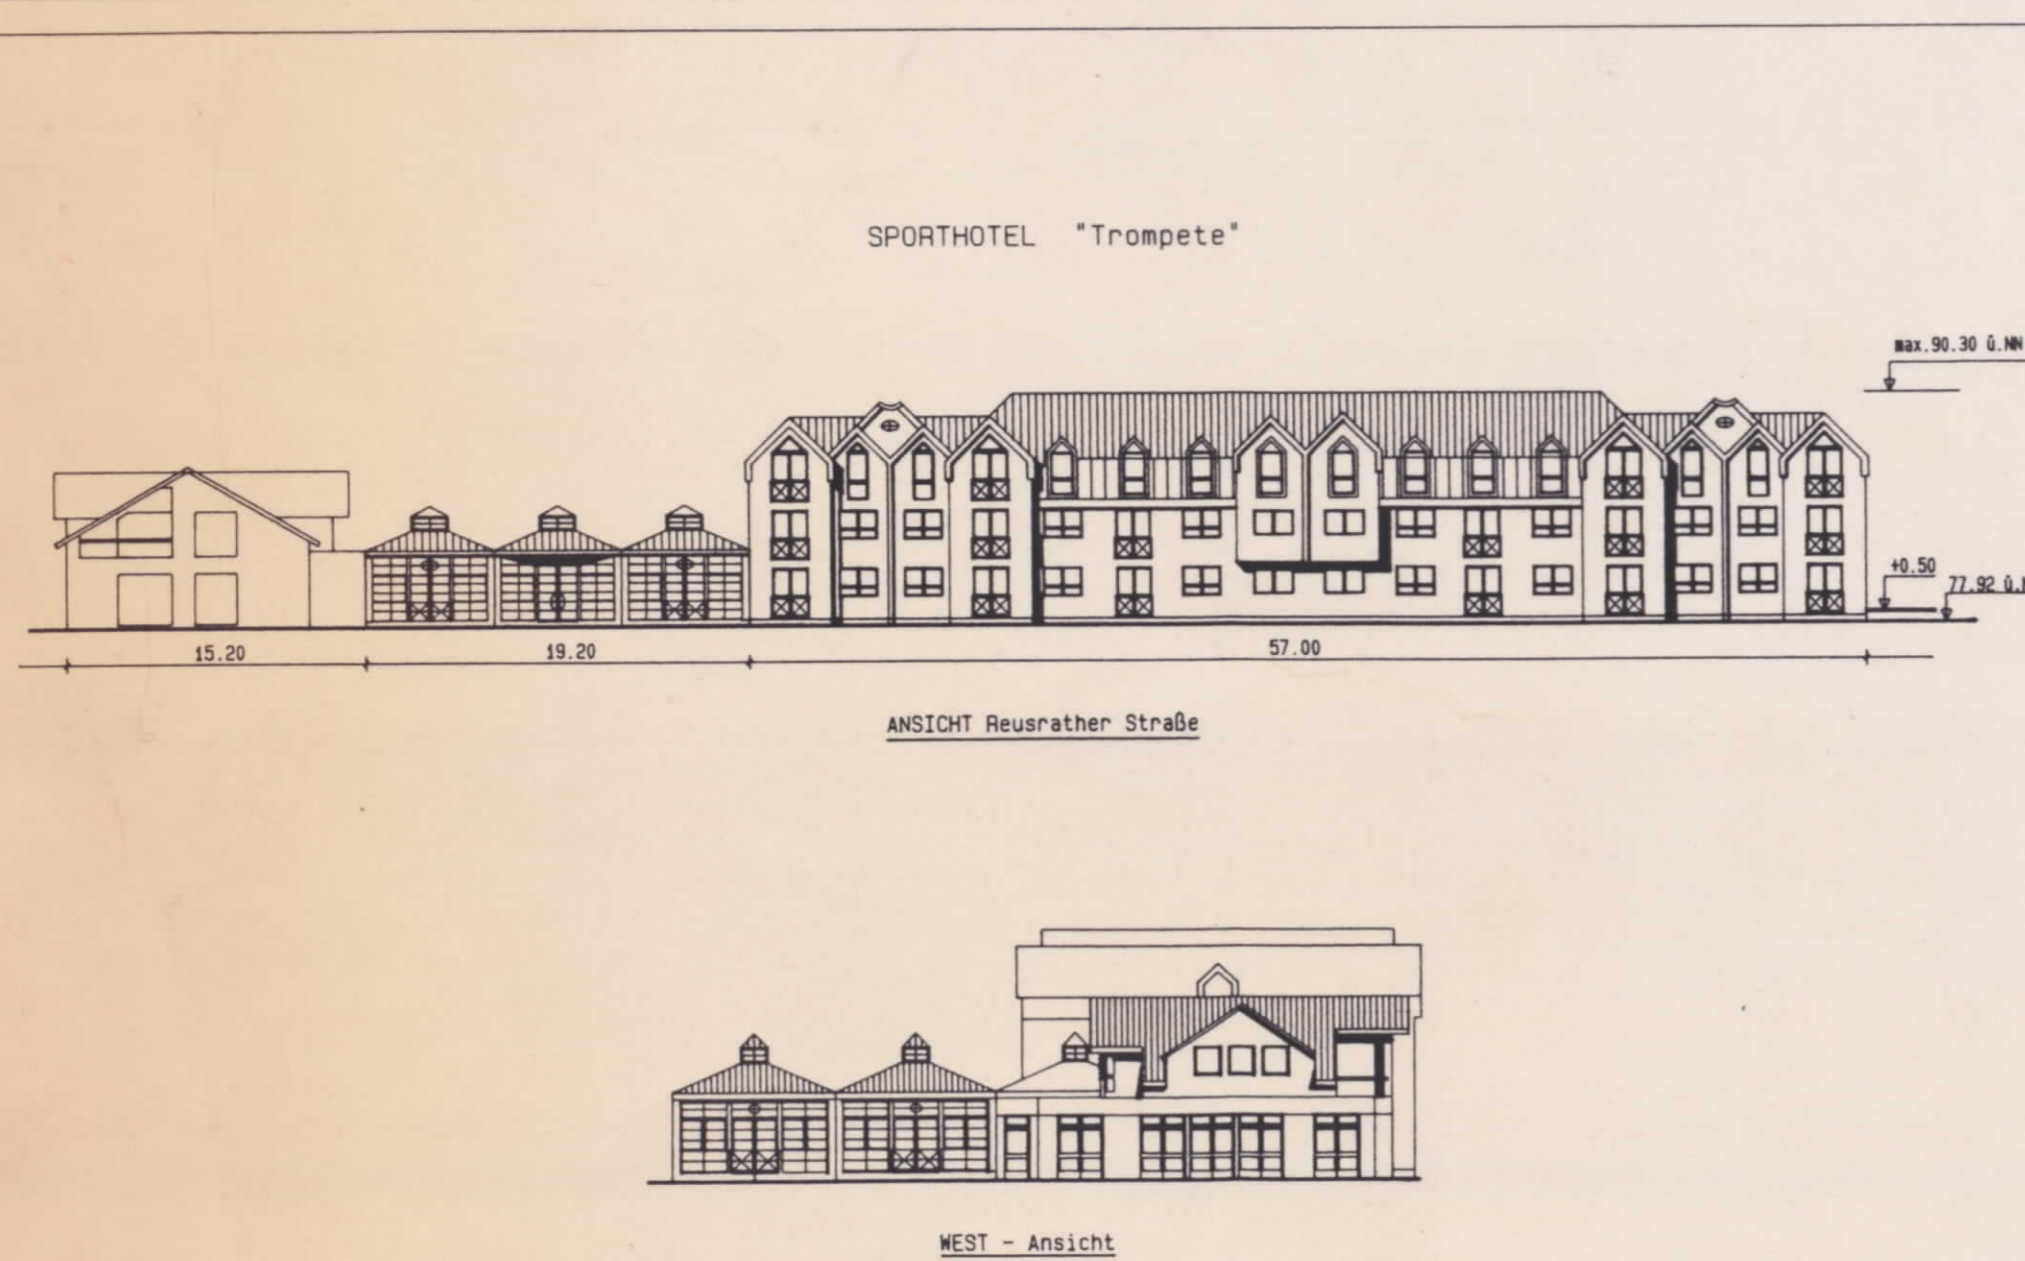 SPORTHOTEL "Trompete"
max.90.30 ü.NN
+0.50
77.92 ü.N
15.20
19.20
57.00
ANSICHT Reusrather Straße
WEST - Ansicht